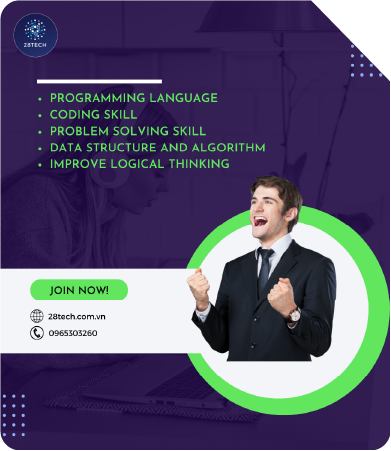 28TECH
PROGRAMMING LANGUAGE
CODING SKILL
PROBLEM SOLVING SKILL
DATA STRUCTURE AND ALGORITHM
IMPROVE LOGICAL THINKING
JOIN NOW!
28tech.com.vn
0965303260